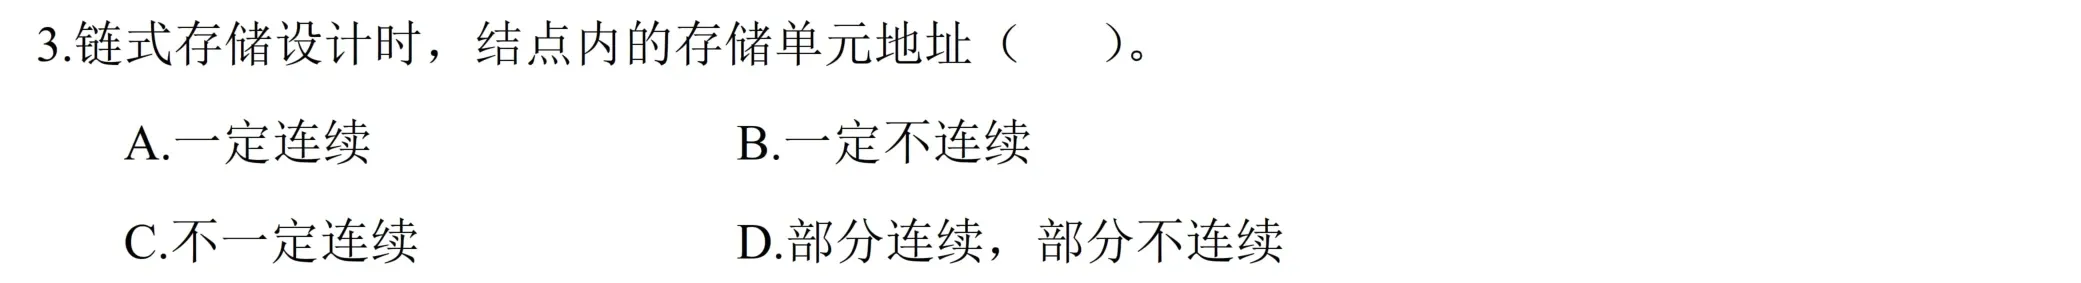 3.链式存储设计时，结点内的存储单元地址（    ）。
A.一定连续    B.一定不连续
C.不一定连续    D.部分连续，部分不连续